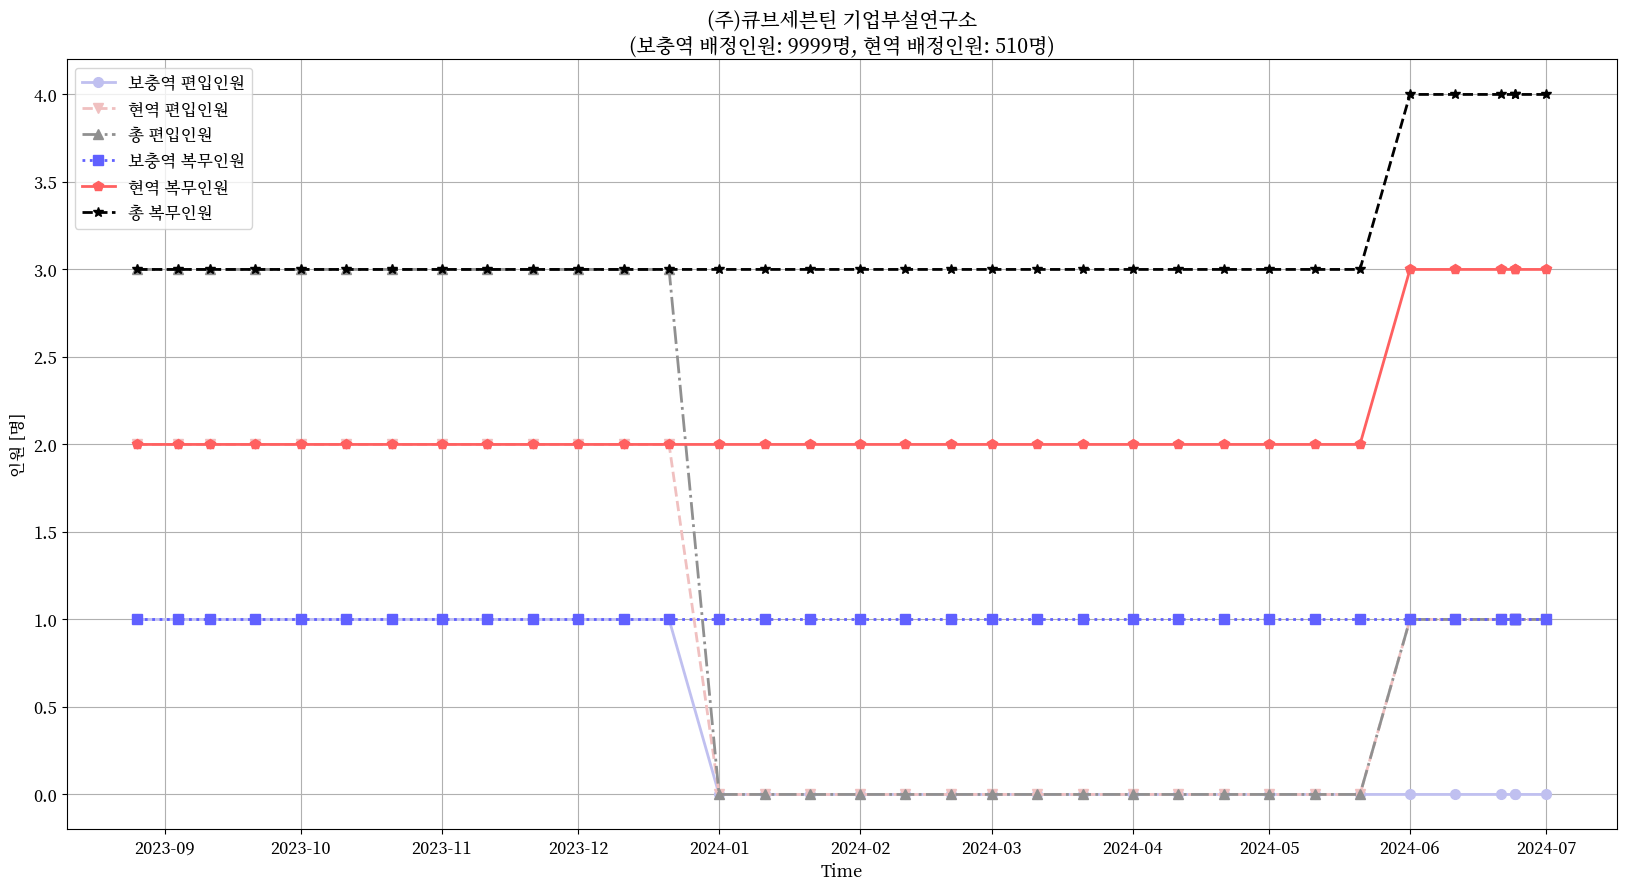 (주)큐브세븐틴 기업부설연구소
(보충역 배정인원: 9999명, 현역 배정인원: 510명)
보충역 편입인원
현역 편입인원
총 편입인원
보충역 복무인원
현역 복무인원
총 복무인원
인원 [명]
4.0
3.5
3.0
2.5
2.0
1.5
1.0
0.5
0.0
2023-09 2023-10 2023-11 2023-12 2024-01 2024-02 2024-03 2024-04 2024-05 2024-06 2024-07
Time